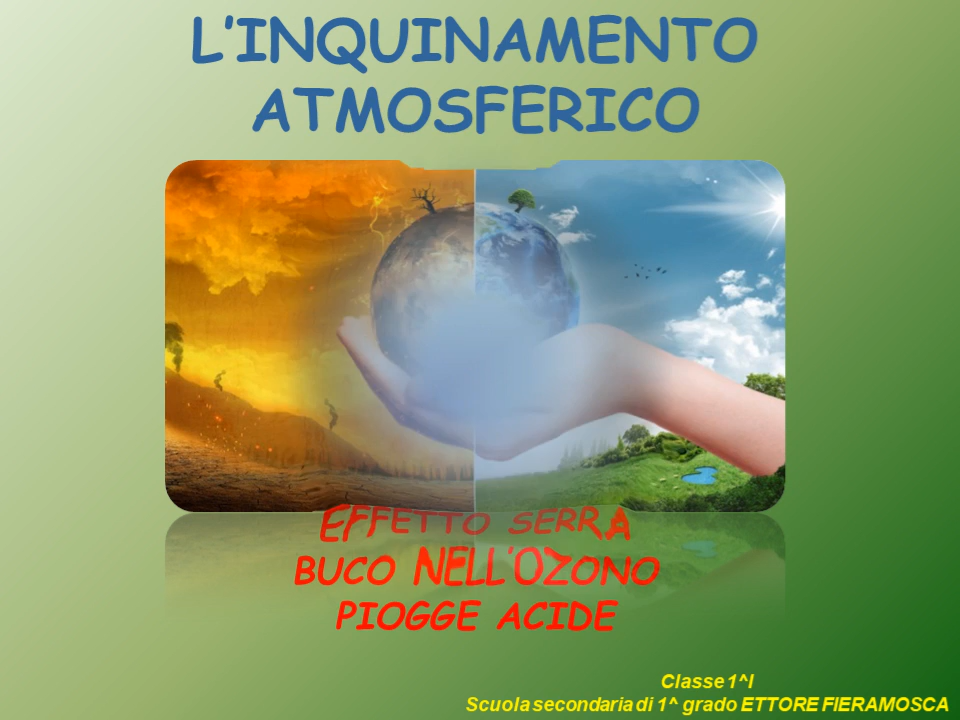 L'INQUINAMENTO
ATMOSFERICO
EFFETTO SERRA
BUCO NELL'OZONO
PIOGGE ACIDE
Classe 1^I
Scuola secondaria di 1^ grado ETTORE FIERAMOSCA